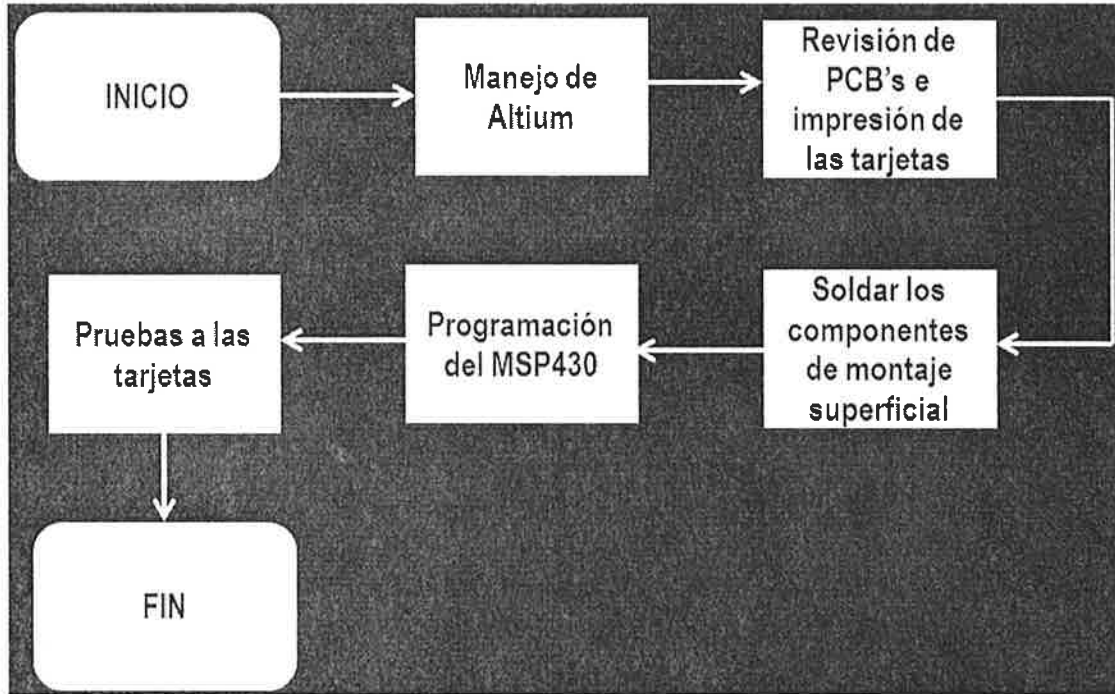 INICIO
Manejo de
Altium
Revisión de
PCB's e
impresión de
las tarjetas
Soldar los
componentes
de montaje
superficial
Programación
del MSP430
Pruebas a las
tarjetas
FIN